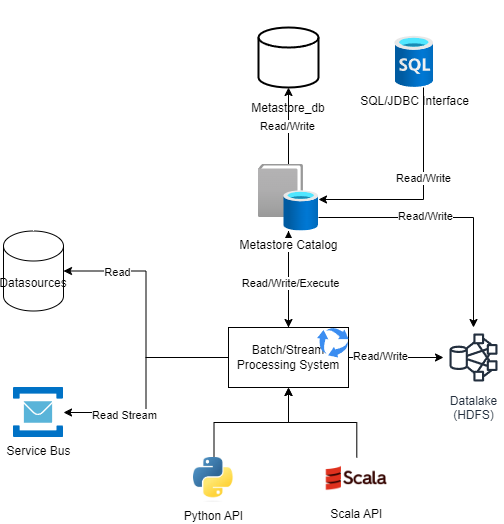 SQL
Metastore_db
SQL/JDBC Interface
Read/Write
Read/Write
Metastore Catalog
Read/Write
Datasources
Read
Read/Write/Execute
Batch/Stream
Processing System
Read/Write
Datalake
(HDFS)
Read Stream
Service Bus
Scala
Python API
Scala API